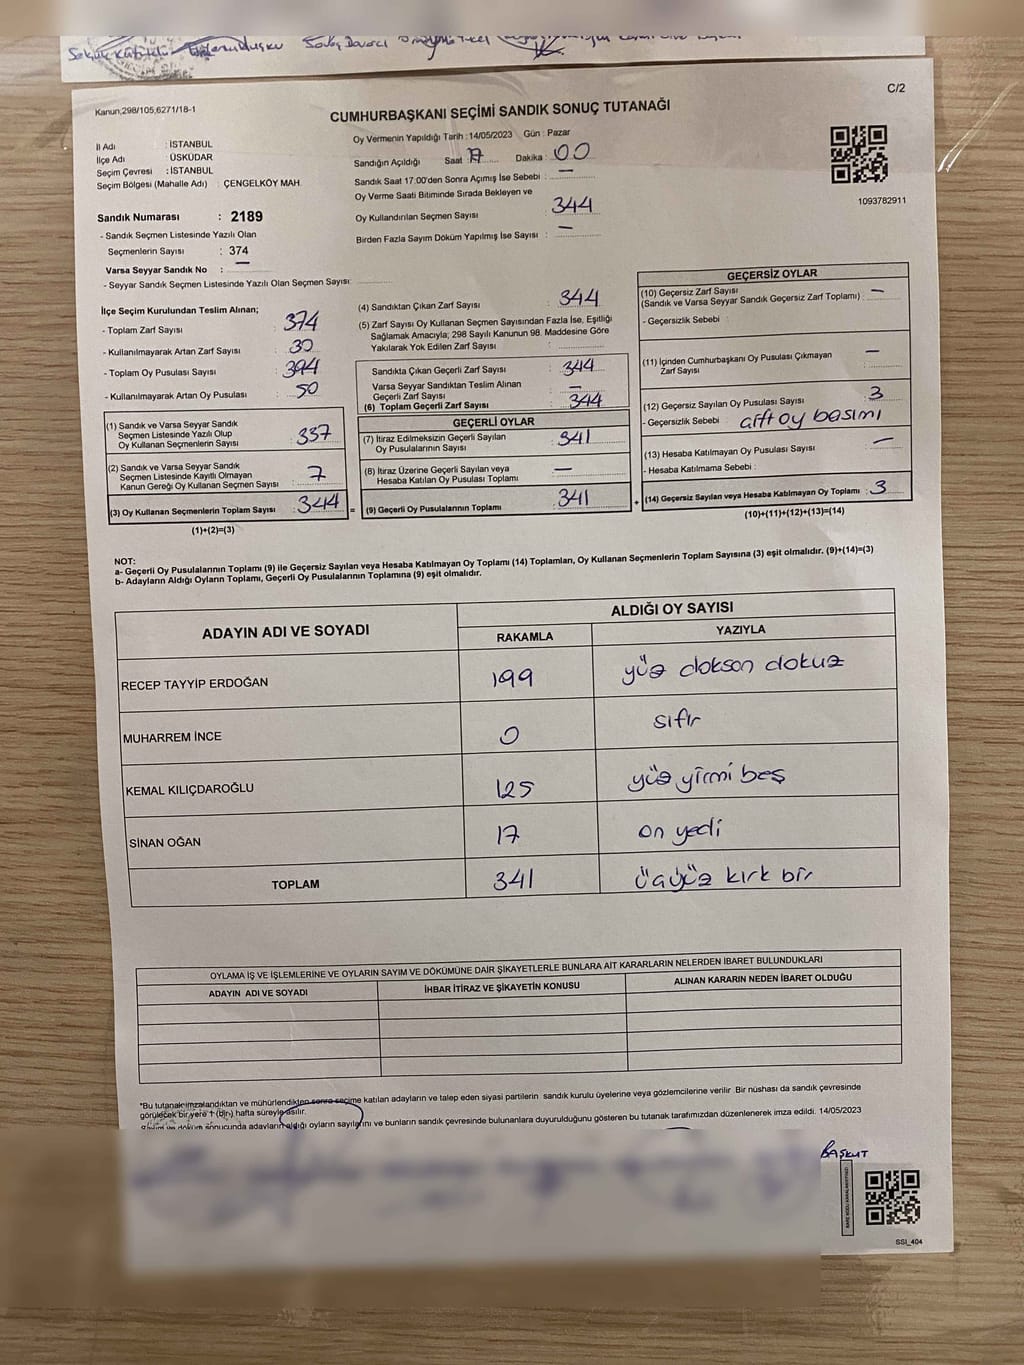 Kanun;298/105,6271/18-1
C/2
CUMHURBAŞKANI SEÇİMİ SANDIK SONUÇ TUTANAĞI
İl Adı : İSTANBUL
İlçe Adı : ÜSKÜDAR
Seçim Çevresi : İSTANBUL
Seçim Bölgesi (Mahalle Adı) : ÇENGELKÖY MAH.
Sandık Numarası : 2189
- Sandık Seçmen Listesinde Yazılı Olan
Seçmenlerin Sayısı : 374
Varsa Seyyar Sandık No : —
- Seyyar Sandık Seçmen Listesinde Yazılı Olan Seçmen Sayısı:
Oy Vermenin Yapıldığı Tarih : 14/05/2023 Gün : Pazar
Sandığın Açıldığı Saat : 17 Dakika : 00
Sandık Saat 17:00'den Sonra Açımış İse Sebebi : —
Oy Verme Saati Bitiminde Sırada Bekleyen ve
Oy Kullandırılan Seçmen Sayısı 344
Birden Fazla Sayım Döküm Yapılmış İse Sayısı : —
1093782911
İlçe Seçim Kurulundan Teslim Alınan;
- Toplam Zarf Sayısı 374
- Kullanılmayarak Artan Zarf Sayısı 30
- Toplam Oy Pusulası Sayısı 394
- Kullanılmayarak Artan Oy Pusulası 50
(1) Sandık ve Varsa Seyyar Sandık
Seçmen Listesinde Yazılı Olup
Oy Kullanan Seçmenlerin Sayısı : 337
(2) Sandık ve Varsa Seyyar Sandık
Seçmen Listesinde Kayıtlı Olmayan
Kanun Gereği Oy Kullanan Seçmen Sayısı : 7
(3) Oy Kullanan Seçmenlerin Toplam Sayısı : 344 =
(1)+(2)=(3)
(4) Sandıktan Çıkan Zarf Sayısı : 344
(5) Zarf Sayısı Oy Kullanan Seçmen Sayısından Fazla İse, Eşitliği
Sağlamak Amacıyla; 298 Sayılı Kanunun 98. Maddesine Göre
Yakılarak Yok Edilen Zarf Sayısı :
Sandıkta Çıkan Geçerli Zarf Sayısı : 344
Varsa Seyyar Sandıktan Teslim Alınan
Geçerli Zarf Sayısı : —
(6) Toplam Geçerli Zarf Sayısı : 344
GEÇERLİ OYLAR
(7) İtiraz Edilmeksizin Geçerli Sayılan
Oy Pusulasının Sayısı : 341
(8) İtiraz Üzerine Geçerli Sayılan veya
Hesaba Katılan Oy Pusulası Toplamı : —
(9) Geçerli Oy Pusulalarının Toplamı : 341 +
GEÇERSİZ OYLAR
(10) Geçersiz Zarf Sayısı
(Sandık ve Varsa Seyyar Sandık Geçersiz Zarf Toplamı) : —
- Geçersizlik Sebebi :
(11) İçinden Cumhurbaşkanı Oy Pusulası Çıkmayan
Zarf Sayısı : —
(12) Geçersiz Sayılan Oy Pusulası Sayısı : 3
- Geçersizlik Sebebi : çift oy basımı
(13) Hesaba Katılmayan Oy Pusulası Sayısı : —
- Hesaba Katılmama Sebebi :
(14) Geçersiz Sayılan veya Hesaba Katılmayan Oy Toplamı : 3
(10)+(11)+(12)+(13)=(14)
NOT:
a- Geçerli Oy Pusulalarının Toplamı (9) ile Geçersiz Sayılan veya Hesaba Katılmayan Oy Toplamı (14) Toplamları, Oy Kullanan Seçmenlerin Toplam Sayısına (3) eşit olmalıdır. (9)+(14)=(3)
b- Adayların Aldığı Oyların Toplamı, Geçerli Oy Pusulalarının Toplamına (9) eşit olmalıdır.
ADAYIN ADI VE SOYADI
ALDIĞI OY SAYISI
RAKAMLA YAZIYLA
RECEP TAYYİP ERDOĞAN 199 yüz doksan dokuz
MUHARREM İNCE 0 sıfır
KEMAL KILIÇDAROĞLU 125 yüz yirmi beş
SİNAN OĞAN 17 on yedi
TOPLAM 341 üçyüz kırk bir
OYLAMA İŞ VE İŞLEMLERİNE VE OYLARIN SAYIM VE DÖKÜMÜNE DAİR ŞİKAYETLERLE BUNLARA AİT KARARLARIN NELERDEN İBARET BULUNDUKLARI
ADAYIN ADI VE SOYADI İHBAR İTİRAZ VE ŞİKAYETİN KONUSU ALINAN KARARIN NEDEN İBARET OLDUĞU
*Bu tutanak imzalandıktan ve mühürlendikten sonra seçime katılan adayların ve talep eden siyasi partilerin sandık kurulu üyelerine veya gözlemcilerine verilir Bir nüshası da sandık çevresinde
görülecek bir yere 1 (bir) hafta süreyle asılır.
sonucunda adayların aldığı oyların sayılarını ve bunların sandık çevresinde bulunanlara duyurulduğunu gösteren bu tutanak tarafımızdan düzenlenerek imza edildi. 14/05/2023
BAŞKUT
SSI_404